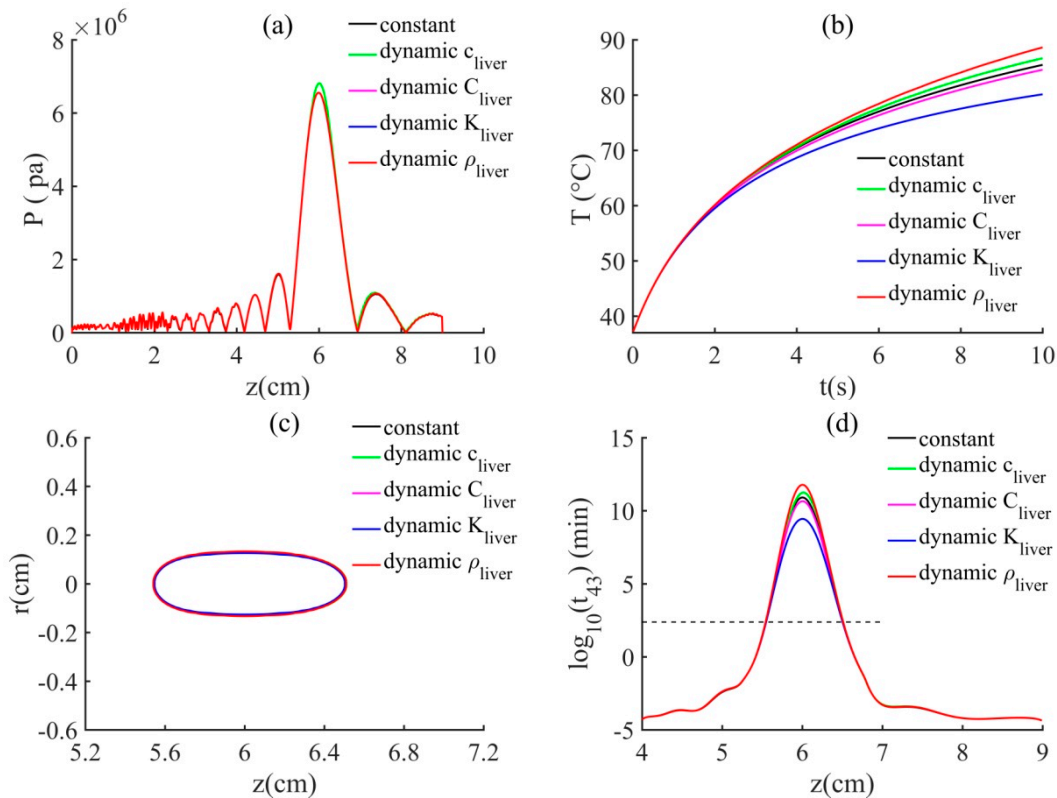 (a)
×10⁶
8
6
4
2
0
P ( pa)
0 2 4 6 8 10
z(cm)
constant
dynamic c_liver
dynamic C_liver
dynamic K_liver
dynamic ρ_liver
(b)
90
80
70
60
50
40
T (°C)
0 2 4 6 8 10
t(s)
constant
dynamic c_liver
dynamic C_liver
dynamic K_liver
dynamic ρ_liver
(c)
0.6
0.4
0.2
0
-0.2
-0.4
-0.6
r(cm)
5.2 5.6 6 6.4 6.8 7.2
z(cm)
constant
dynamic c_liver
dynamic C_liver
dynamic K_liver
dynamic ρ_liver
(d)
15
10
5
0
-5
log₁₀(t₄₃) (min)
4 5 6 7 8 9
z(cm)
constant
dynamic c_liver
dynamic C_liver
dynamic K_liver
dynamic ρ_liver